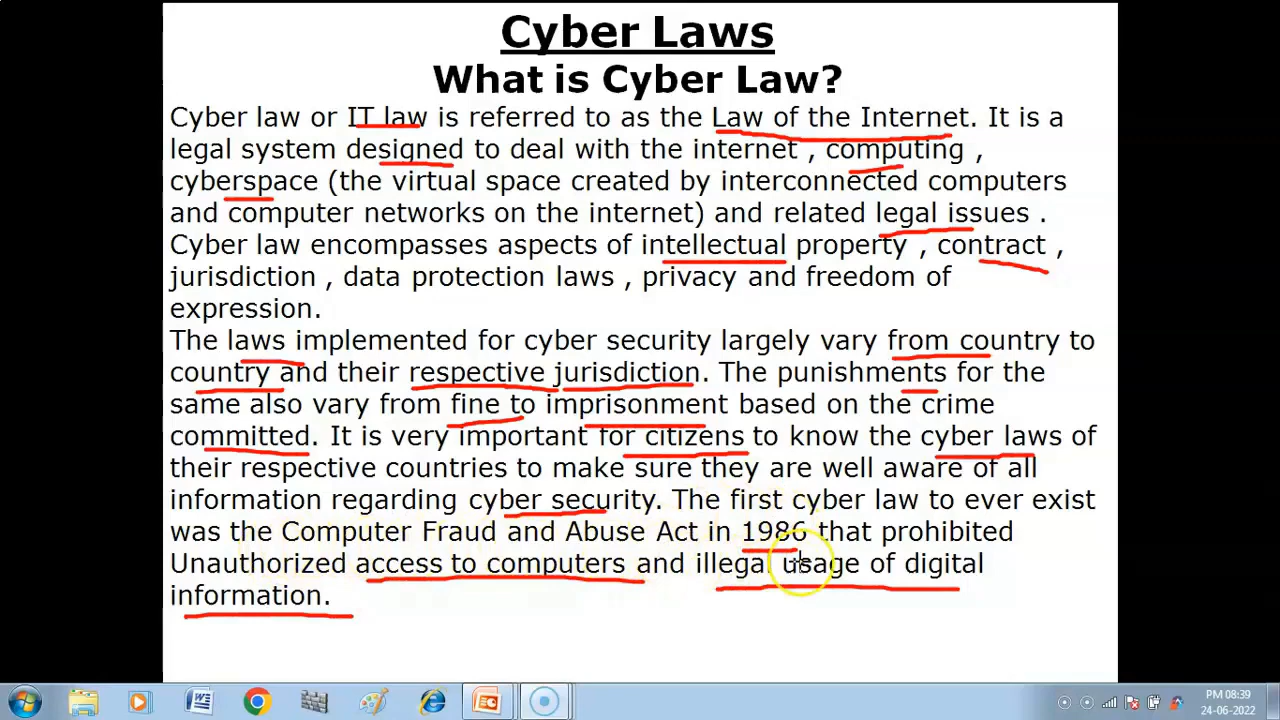 Cyber Laws
What is Cyber Law?
Cyber law or IT law is referred to as the Law of the Internet. It is a
legal system designed to deal with the internet , computing ,
cyberspace (the virtual space created by interconnected computers
and computer networks on the internet) and related legal issues .
Cyber law encompasses aspects of intellectual property , contract ,
jurisdiction , data protection laws , privacy and freedom of
expression.
The laws implemented for cyber security largely vary from country to
country and their respective jurisdiction. The punishments for the
same also vary from fine to imprisonment based on the crime
committed. It is very important for citizens to know the cyber laws of
their respective countries to make sure they are well aware of all
information regarding cyber security. The first cyber law to ever exist
was the Computer Fraud and Abuse Act in 1986 that prohibited
Unauthorized access to computers and illegal usage of digital
information.
PM 08:39
24-06-2022